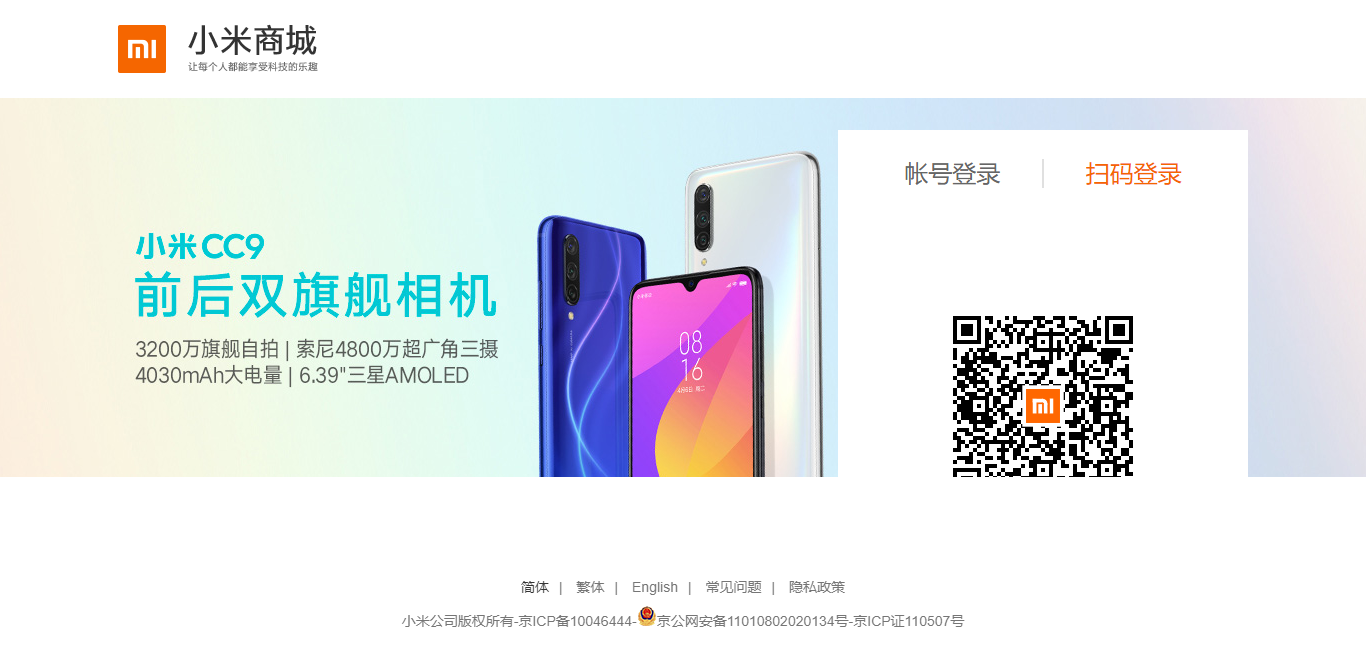 小米商城
让每个人都能享受科技的乐趣
帐号登录
扫码登录
小米CC9
前后双旗舰相机
3200万旗舰自拍 | 索尼4800万超广角三摄
4030mAh大电量 | 6.39"三星AMOLED
08
16
简体 | 繁体 | English | 常见问题 | 隐私政策
小米公司版权所有-京ICP备10046444-京公网安备11010802020134号-京ICP证110507号